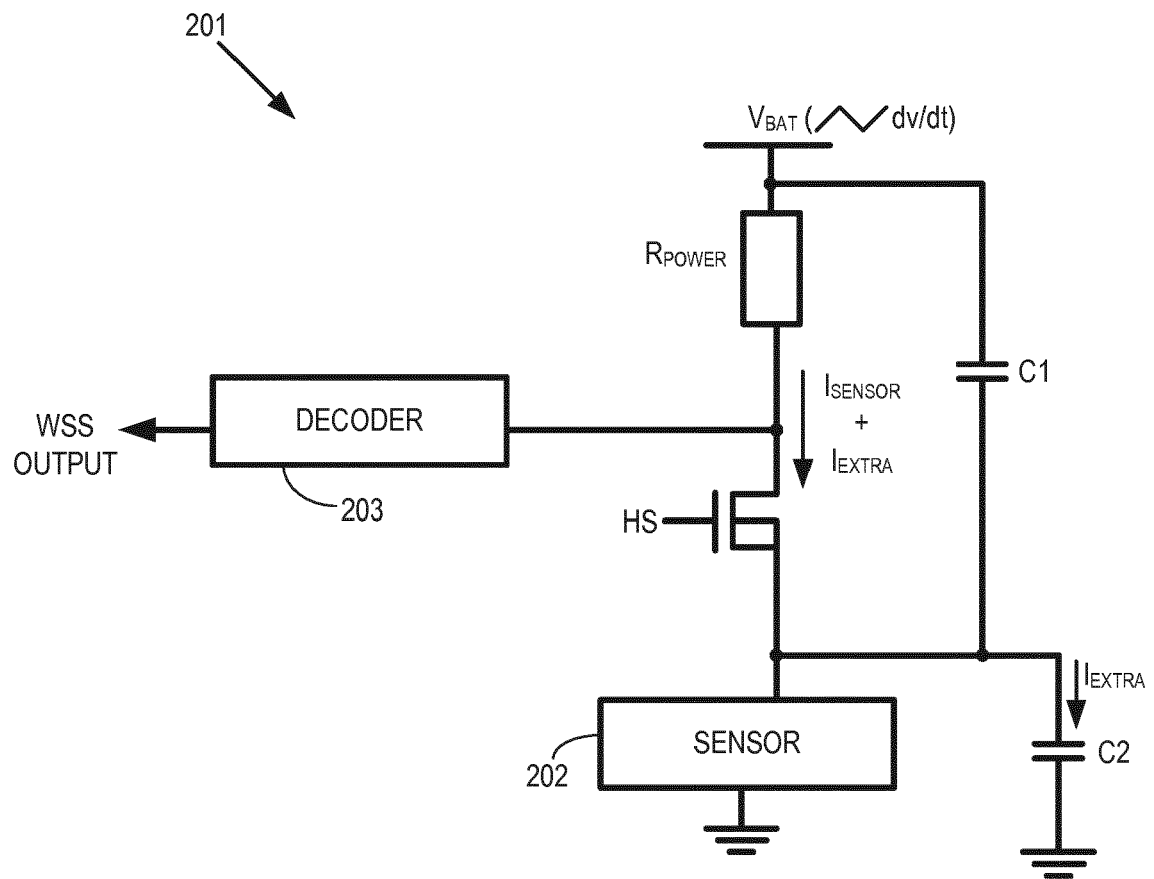 201
VBAT ( dv/dt)
RPOWER
C1
ISENSOR
+
IEXTRA
DECODER
WSS
OUTPUT
203
HS
IEXTRA
SENSOR
C2
202